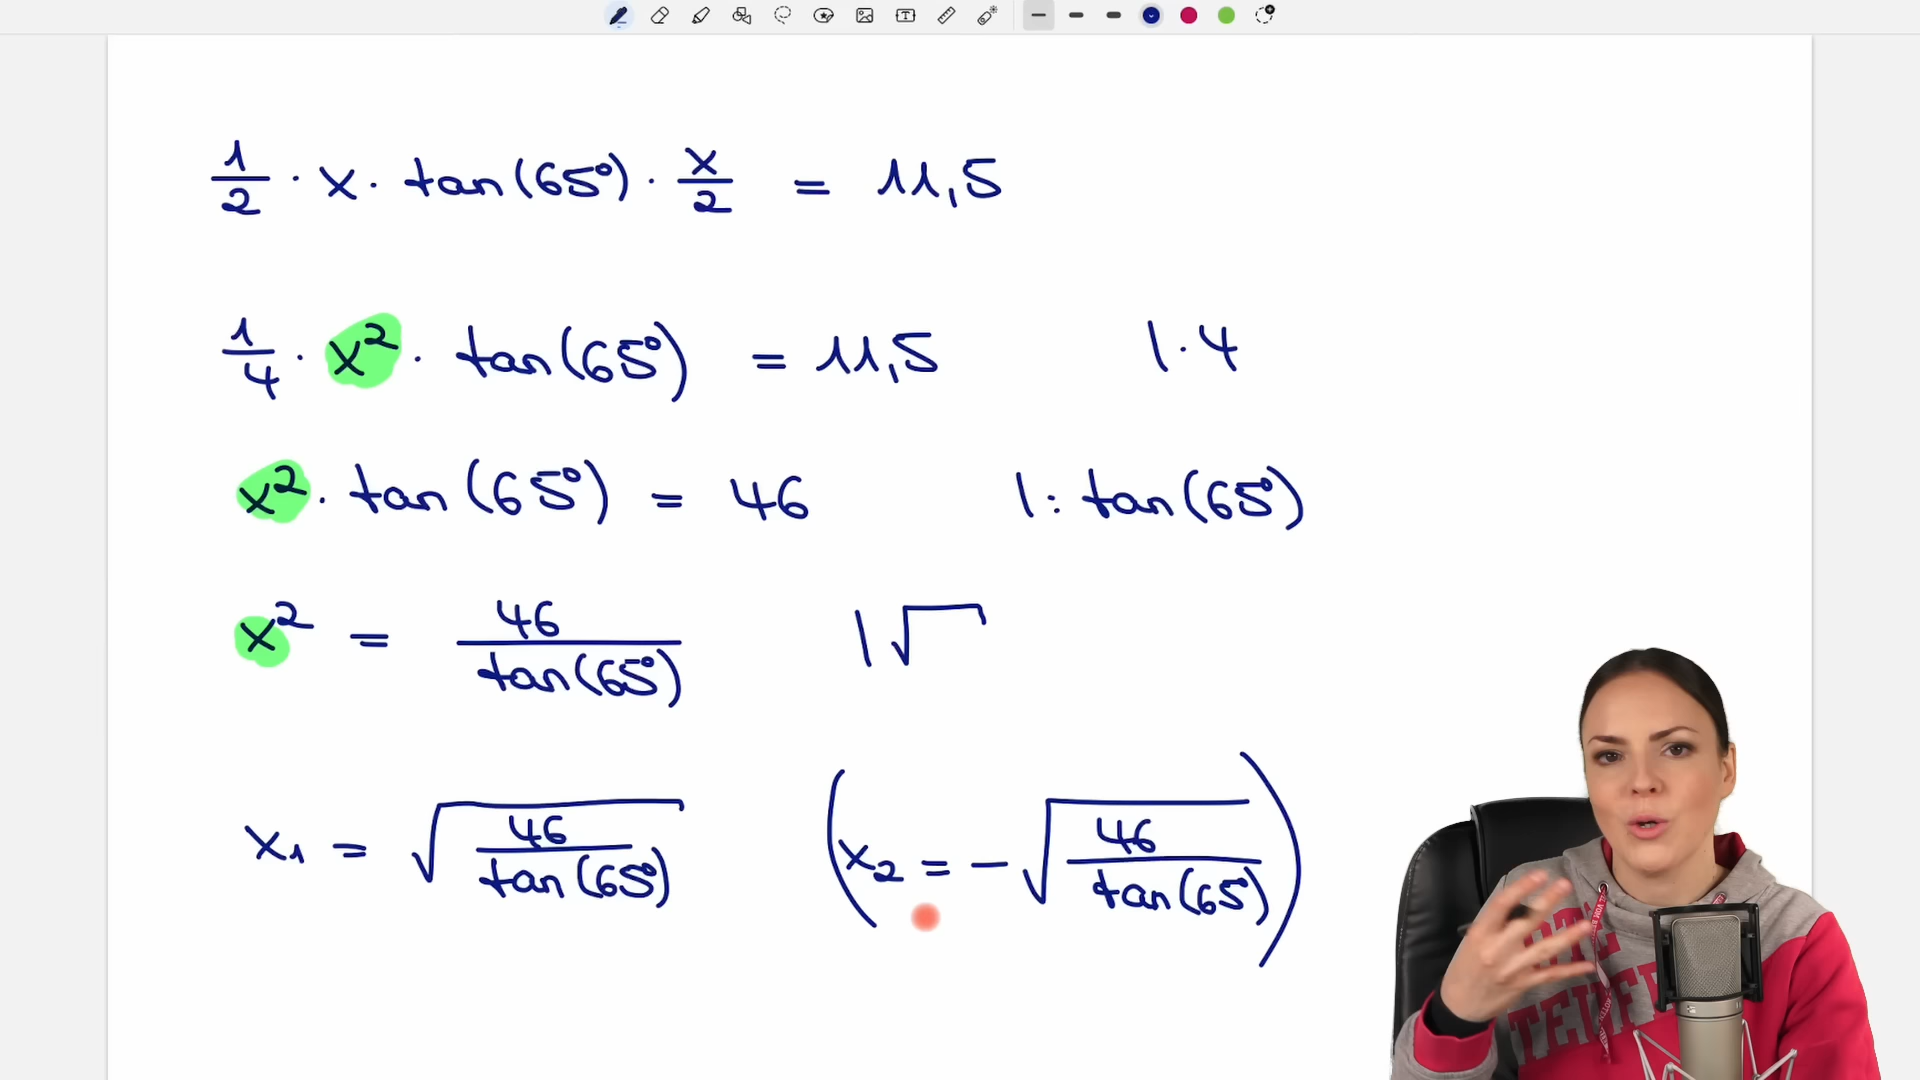 1/2 · x · tan(65°) · x/2 = 11,5
1/4 · x² · tan(65°) = 11,5 | · 4
x² · tan(65°) = 46 | : tan(65°)
x² = 46/tan(65°) | √
x₁ = √(46/tan(65°)) (x₂ = -√(46/tan(65°)))